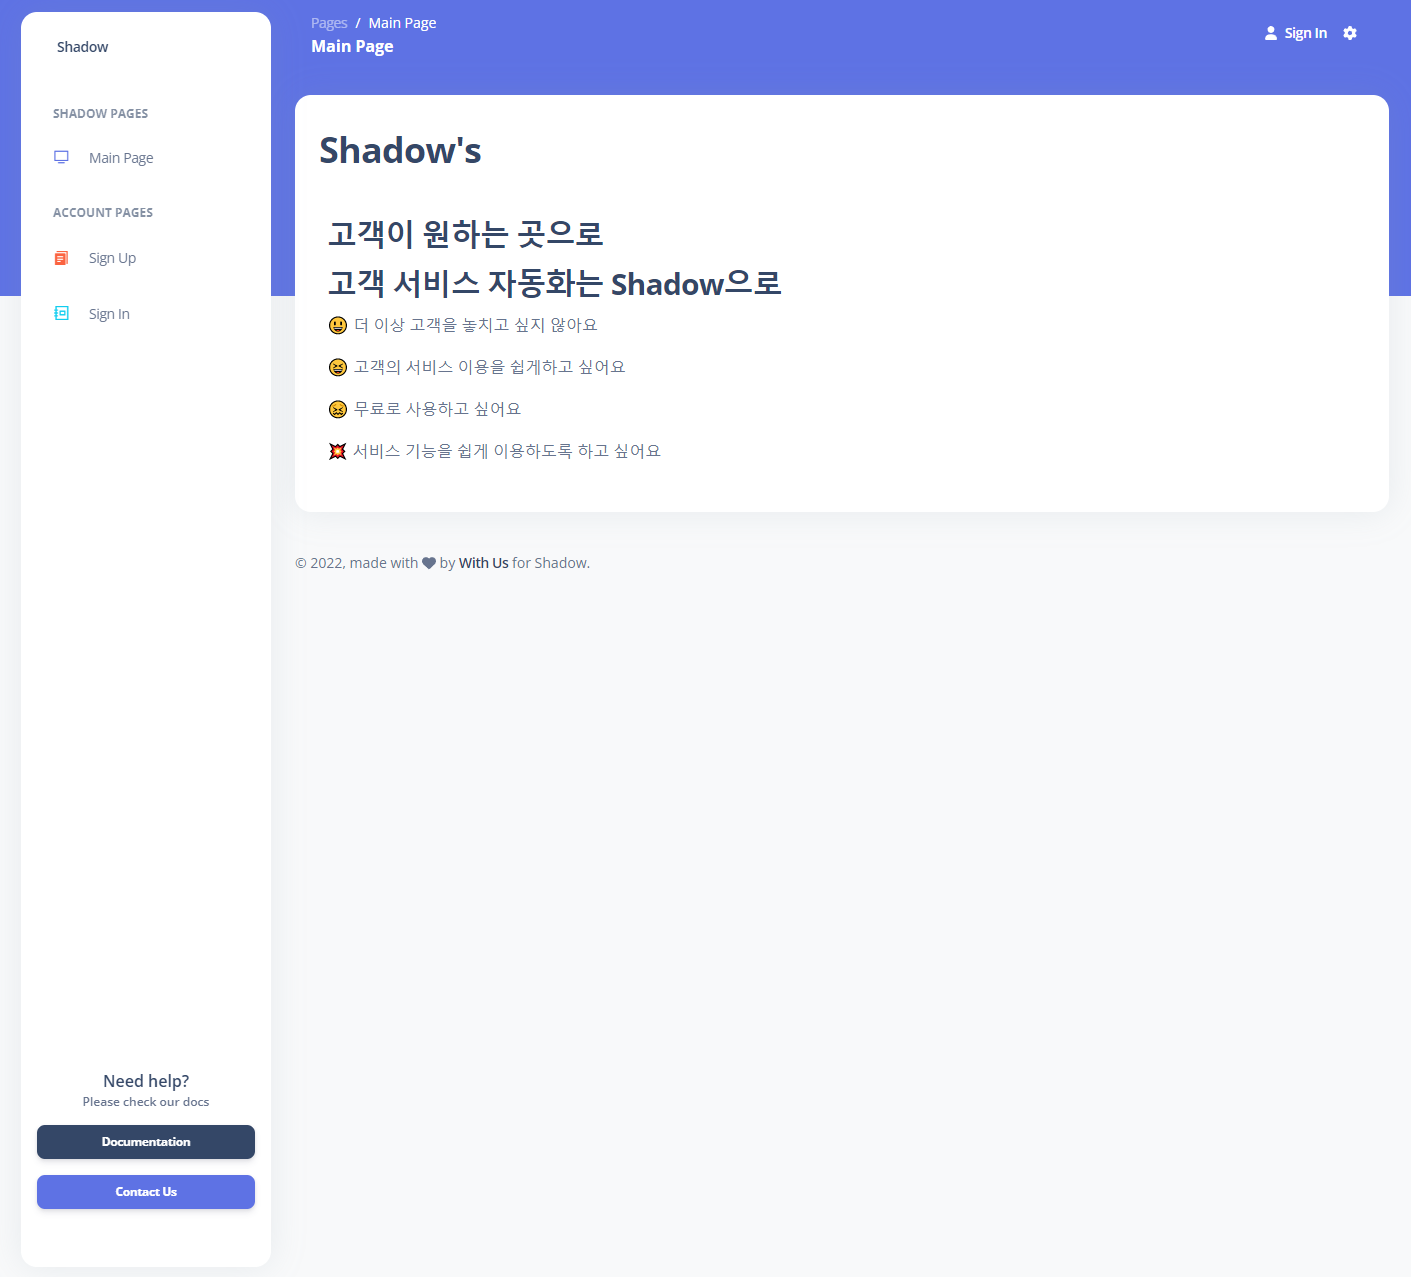 Shadow
SHADOW PAGES
Main Page
ACCOUNT PAGES
Sign Up
Sign In
Need help?
Please check our docs
Documentation
Contact Us
Pages / Main Page
Main Page
Sign In
Shadow's
고객이 원하는 곳으로
고객 서비스 자동화는 Shadow으로
😃 더 이상 고객을 놓치고 싶지 않아요
😆 고객의 서비스 이용을 쉽게하고 싶어요
😖 무료로 사용하고 싶어요
💥 서비스 기능을 쉽게 이용하도록 하고 싶어요
© 2022, made with ♥ by With Us for Shadow.